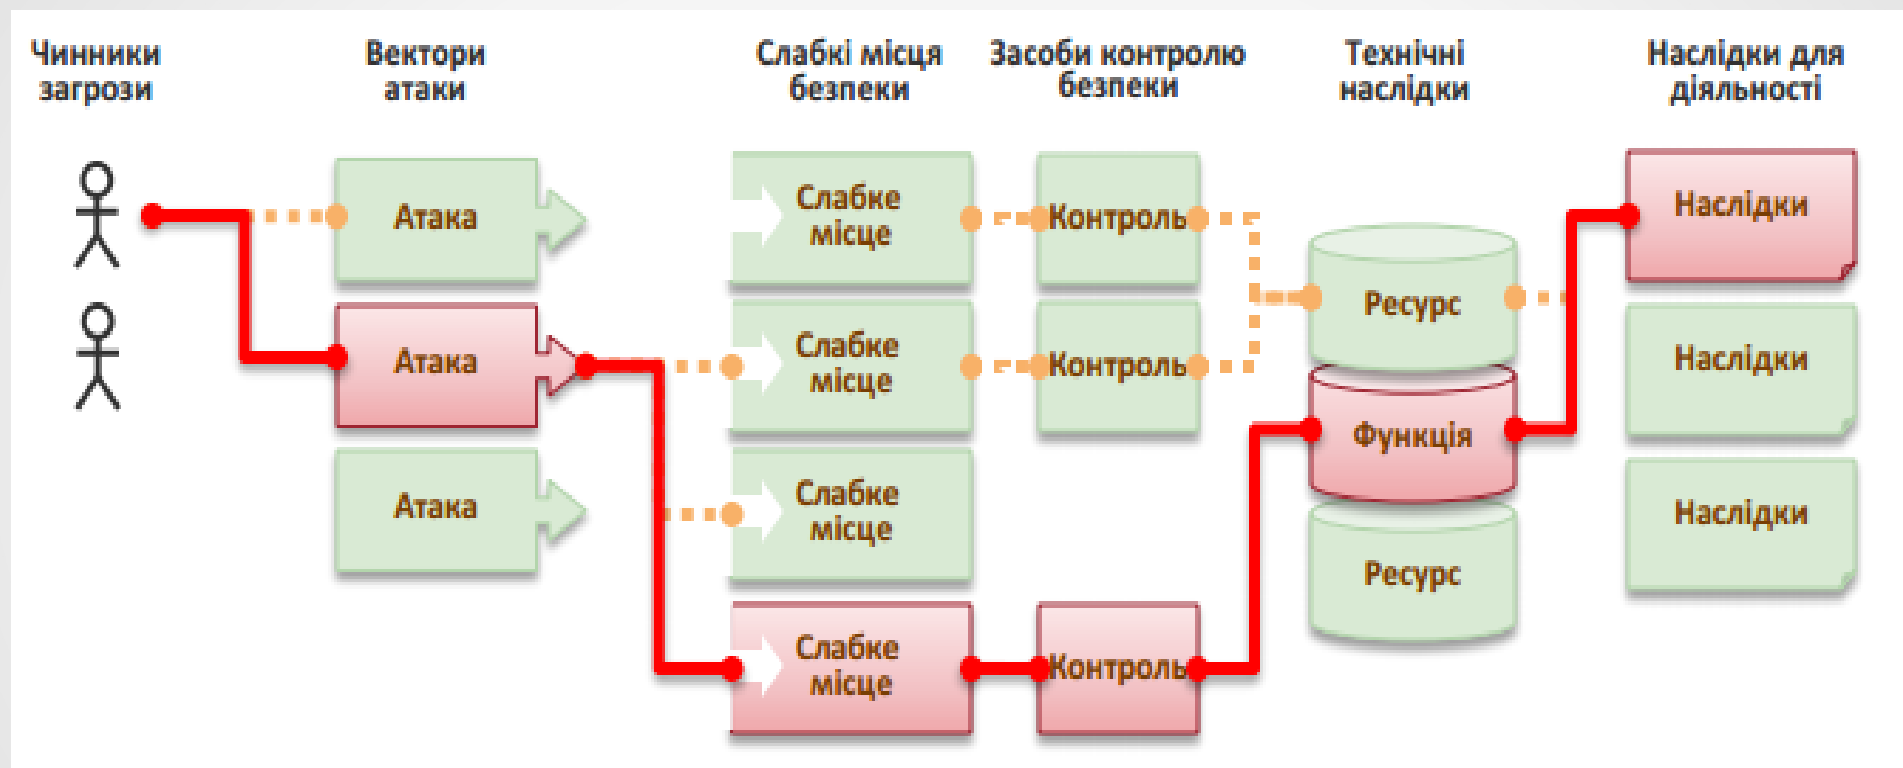 Чинники
загрози
Вектори
атаки
Слабкі місця
безпеки
Засоби контролю
безпеки
Технічні
наслідки
Наслідки для
діяльності
Атака
Атака
Атака
Слабке
місце
Слабке
місце
Слабке
місце
Слабке
місце
Контроль
Контроль
Контроль
Ресурс
Функція
Ресурс
Наслідки
Наслідки
Наслідки